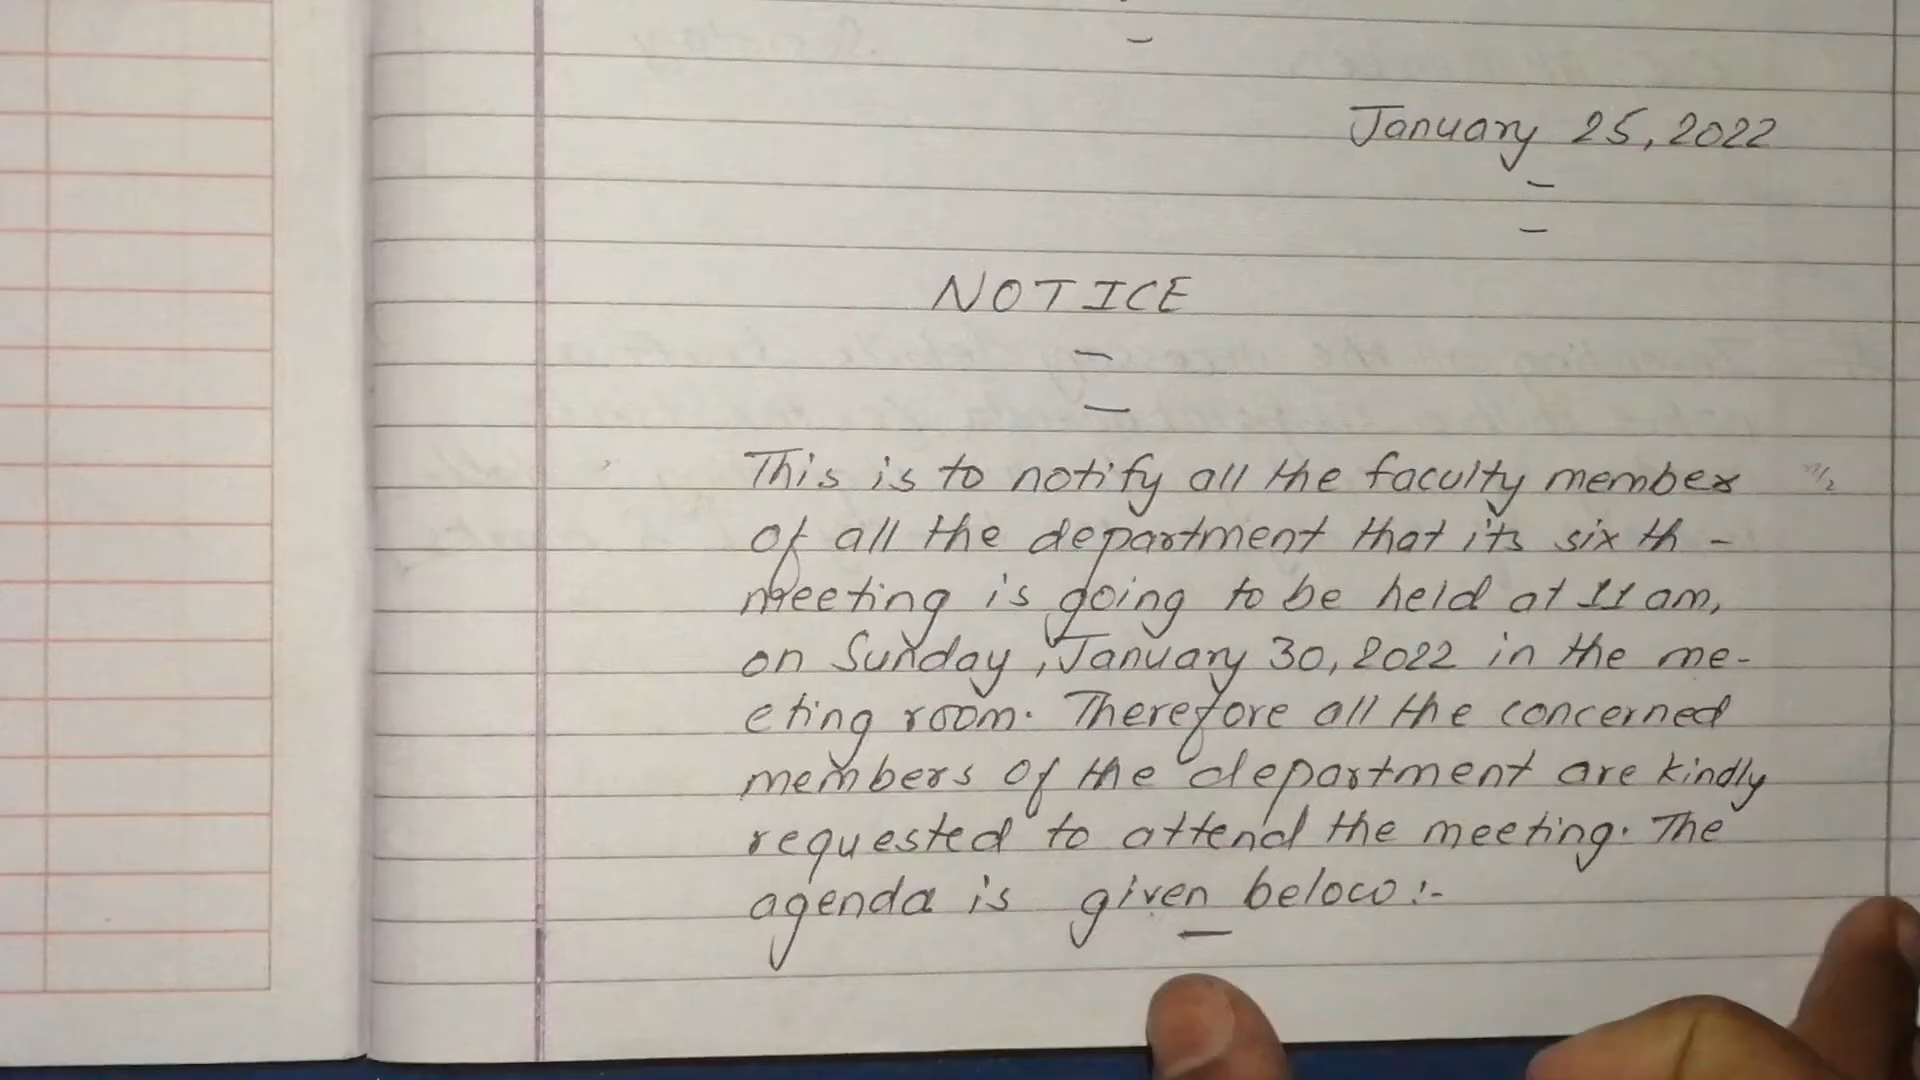 January 25, 2022
NOTICE
This is to notify all the faculty member
of all the department that its six th -
meeting is going to be held at 11 am,
on Sunday, January 30, 2022 in the me-
eting room. Therefore all the concerned
members of the department are kindly
requested to attend the meeting. The
agenda is given below :-